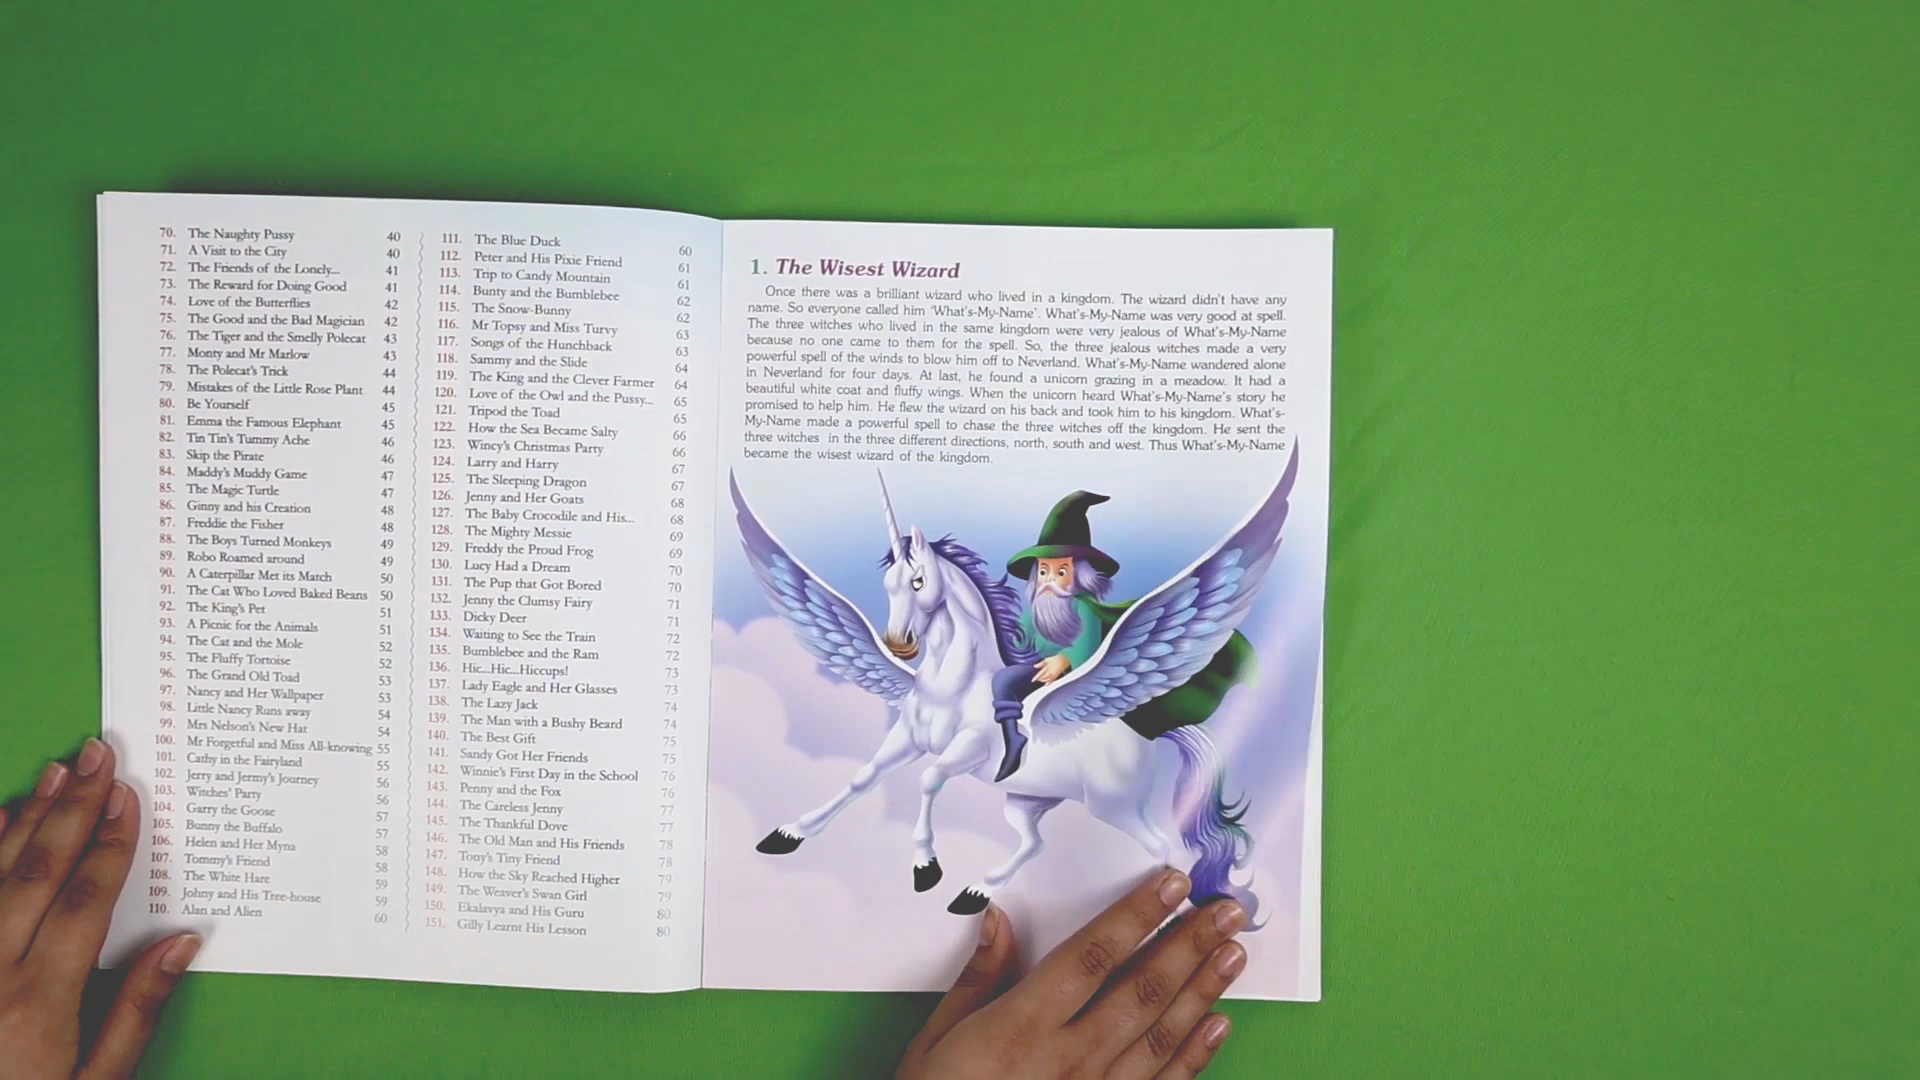 70. The Naughty Pussy 40
71. A Visit to the City 40
72. The Friends of the Lonely... 41
73. The Reward for Doing Good 41
74. Love of the Butterflies 42
75. The Good and the Bad Magician 42
76. The Tiger and the Smelly Polecat 43
77. Monty and Mr Marlow 43
78. The Polecat's Trick 44
79. Mistakes of the Little Rose Plant 44
80. Be Yourself 45
81. Emma the Famous Elephant 45
82. Tin Tin's Tummy Ache 46
83. Skip the Pirate 46
84. Maddy's Muddy Game 47
85. The Magic Turtle 47
86. Ginny and his Creation 48
87. Freddie the Fisher 48
88. The Boys Turned Monkeys 49
89. Robo Roamed around 49
90. A Caterpillar Met its Match 50
91. The Cat Who Loved Baked Beans 50
92. The King's Pet 51
93. A Picnic for the Animals 51
94. The Cat and the Mole 52
95. The Fluffy Tortoise 52
96. The Grand Old Toad 53
97. Nancy and Her Wallpaper 53
98. Little Nancy Runs away 54
99. Mrs Nelson's New Hat 54
100. Mr Forgetful and Miss All-knowing 55
101. Cathy in the Fairyland 55
102. Jerry and Jermy's Journey 56
103. Witches' Party 56
104. Garry the Goose 57
105. Bunny the Buffalo 57
106. Helen and Her Myna 58
107. Tommy's Friend 58
108. The White Hare 59
109. Johny and His Tree-house 59
110. Alan and Alien 60
111. The Blue Duck 60
112. Peter and His Pixie Friend 61
113. Trip to Candy Mountain 61
114. Bunty and the Bumblebee 62
115. The Snow-Bunny 62
116. Mr Topsy and Miss Turvy 63
117. Songs of the Hunchback 63
118. Sammy and the Slide 64
119. The King and the Clever Farmer 64
120. Love of the Owl and the Pussy... 65
121. Tripod the Toad 65
122. How the Sea Became Salty 66
123. Wincy's Christmas Party 66
124. Larry and Harry 67
125. The Sleeping Dragon 67
126. Jenny and Her Goats 68
127. The Baby Crocodile and His... 68
128. The Mighty Messie 69
129. Freddy the Proud Frog 69
130. Lucy Had a Dream 70
131. The Pup that Got Bored 70
132. Jenny the Clumsy Fairy 71
133. Dicky Deer 71
134. Waiting to See the Train 72
135. Bumblebee and the Ram 72
136. Hic...Hic...Hiccups! 73
137. Lady Eagle and Her Glasses 73
138. The Lazy Jack 74
139. The Man with a Bushy Beard 74
140. The Best Gift 75
141. Sandy Got Her Friends 75
142. Winnie's First Day in the School 76
143. Penny and the Fox 76
144. The Careless Jenny 77
145. The Thankful Dove 77
146. The Old Man and His Friends 78
147. Tony's Tiny Friend 78
148. How the Sky Reached Higher 79
149. The Weaver's Swan Girl 79
150. Ekalavya and His Guru 80
151. Gilly Learnt His Lesson 80
1. The Wisest Wizard
Once there was a brilliant wizard who lived in a kingdom. The wizard didn't have any
name. So everyone called him 'What's-My-Name'. What's-My-Name was very good at spell.
The three witches who lived in the same kingdom were very jealous of What's-My-Name
because no one came to them for the spell. So, the three jealous witches made a very
powerful spell of the winds to blow him off to Neverland. What's-My-Name wandered alone
in Neverland for four days. At last, he found a unicorn grazing in a meadow. It had a
beautiful white coat and fluffy wings. When the unicorn heard What's-My-Name's story he
promised to help him. He flew the wizard on his back and took him to his kingdom. What's-
My-Name made a powerful spell to chase the three witches off the kingdom. He sent the
three witches in the three different directions, north, south and west. Thus What's-My-Name
became the wisest wizard of the kingdom.